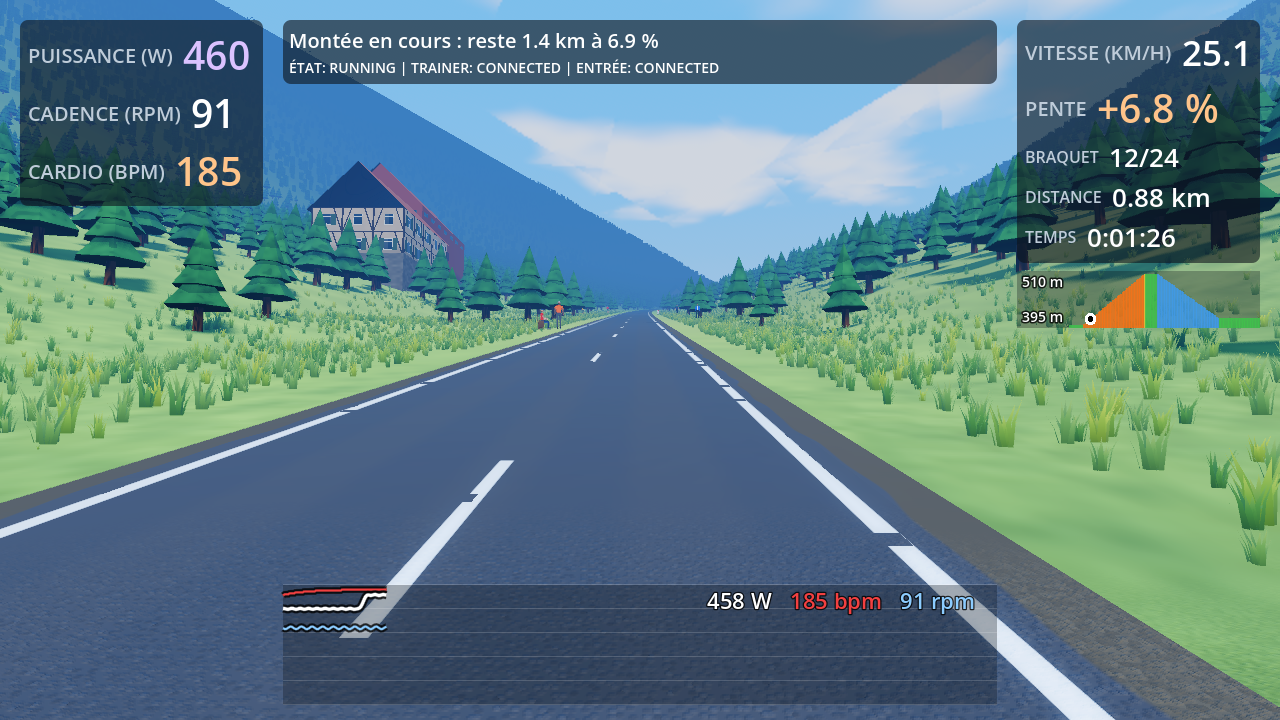 PUISSANCE (W) 460
CADENCE (RPM) 91
CARDIO (BPM) 185
Montée en cours : reste 1.4 km à 6.9 %
ÉTAT: RUNNING | TRAINER: CONNECTED | ENTRÉE: CONNECTED
VITESSE (KM/H) 25.1
PENTE +6.8 %
BRAQUET 12/24
DISTANCE 0.88 km
TEMPS 0:01:26
510 m
395 m
458 W 185 bpm 91 rpm